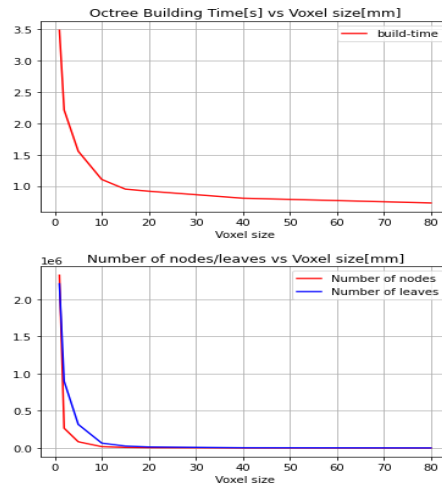 Octree Building Time[s] vs Voxel size[mm]
3.5
3.0
2.5
2.0
1.5
1.0
build-time
0 10 20 30 40 50 60 70 80
Voxel size
1e6
Number of nodes/leaves vs Voxel size[mm]
2.0
1.5
1.0
0.5
0.0
Number of nodes
Number of leaves
0 10 20 30 40 50 60 70 80
Voxel size